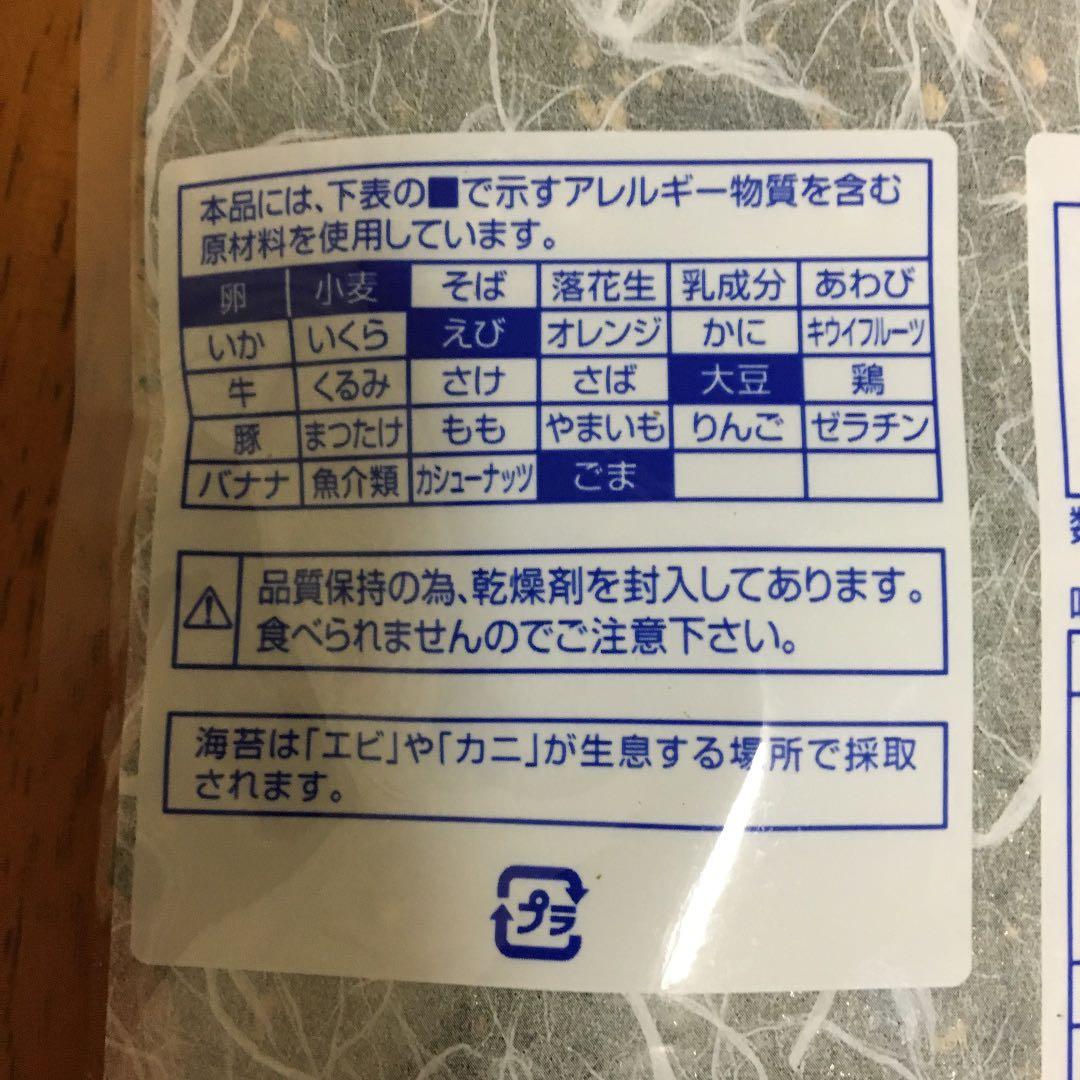 本品には、下表の■で示すアレルギー物質を含む
原材料を使用しています。
卵 小麦 そば 落花生 乳成分 あわび
いか いくら えび オレンジ かに キウイフルーツ
牛 くるみ さけ さば 大豆 鶏
豚 まつたけ もも やまいも りんご ゼラチン
バナナ 魚介類 カシューナッツ ごま
品質保持の為、乾燥剤を封入してあります。
食べられませんのでご注意下さい。
海苔は「エビ」や「カニ」が生息する場所で採取
されます。
プラ